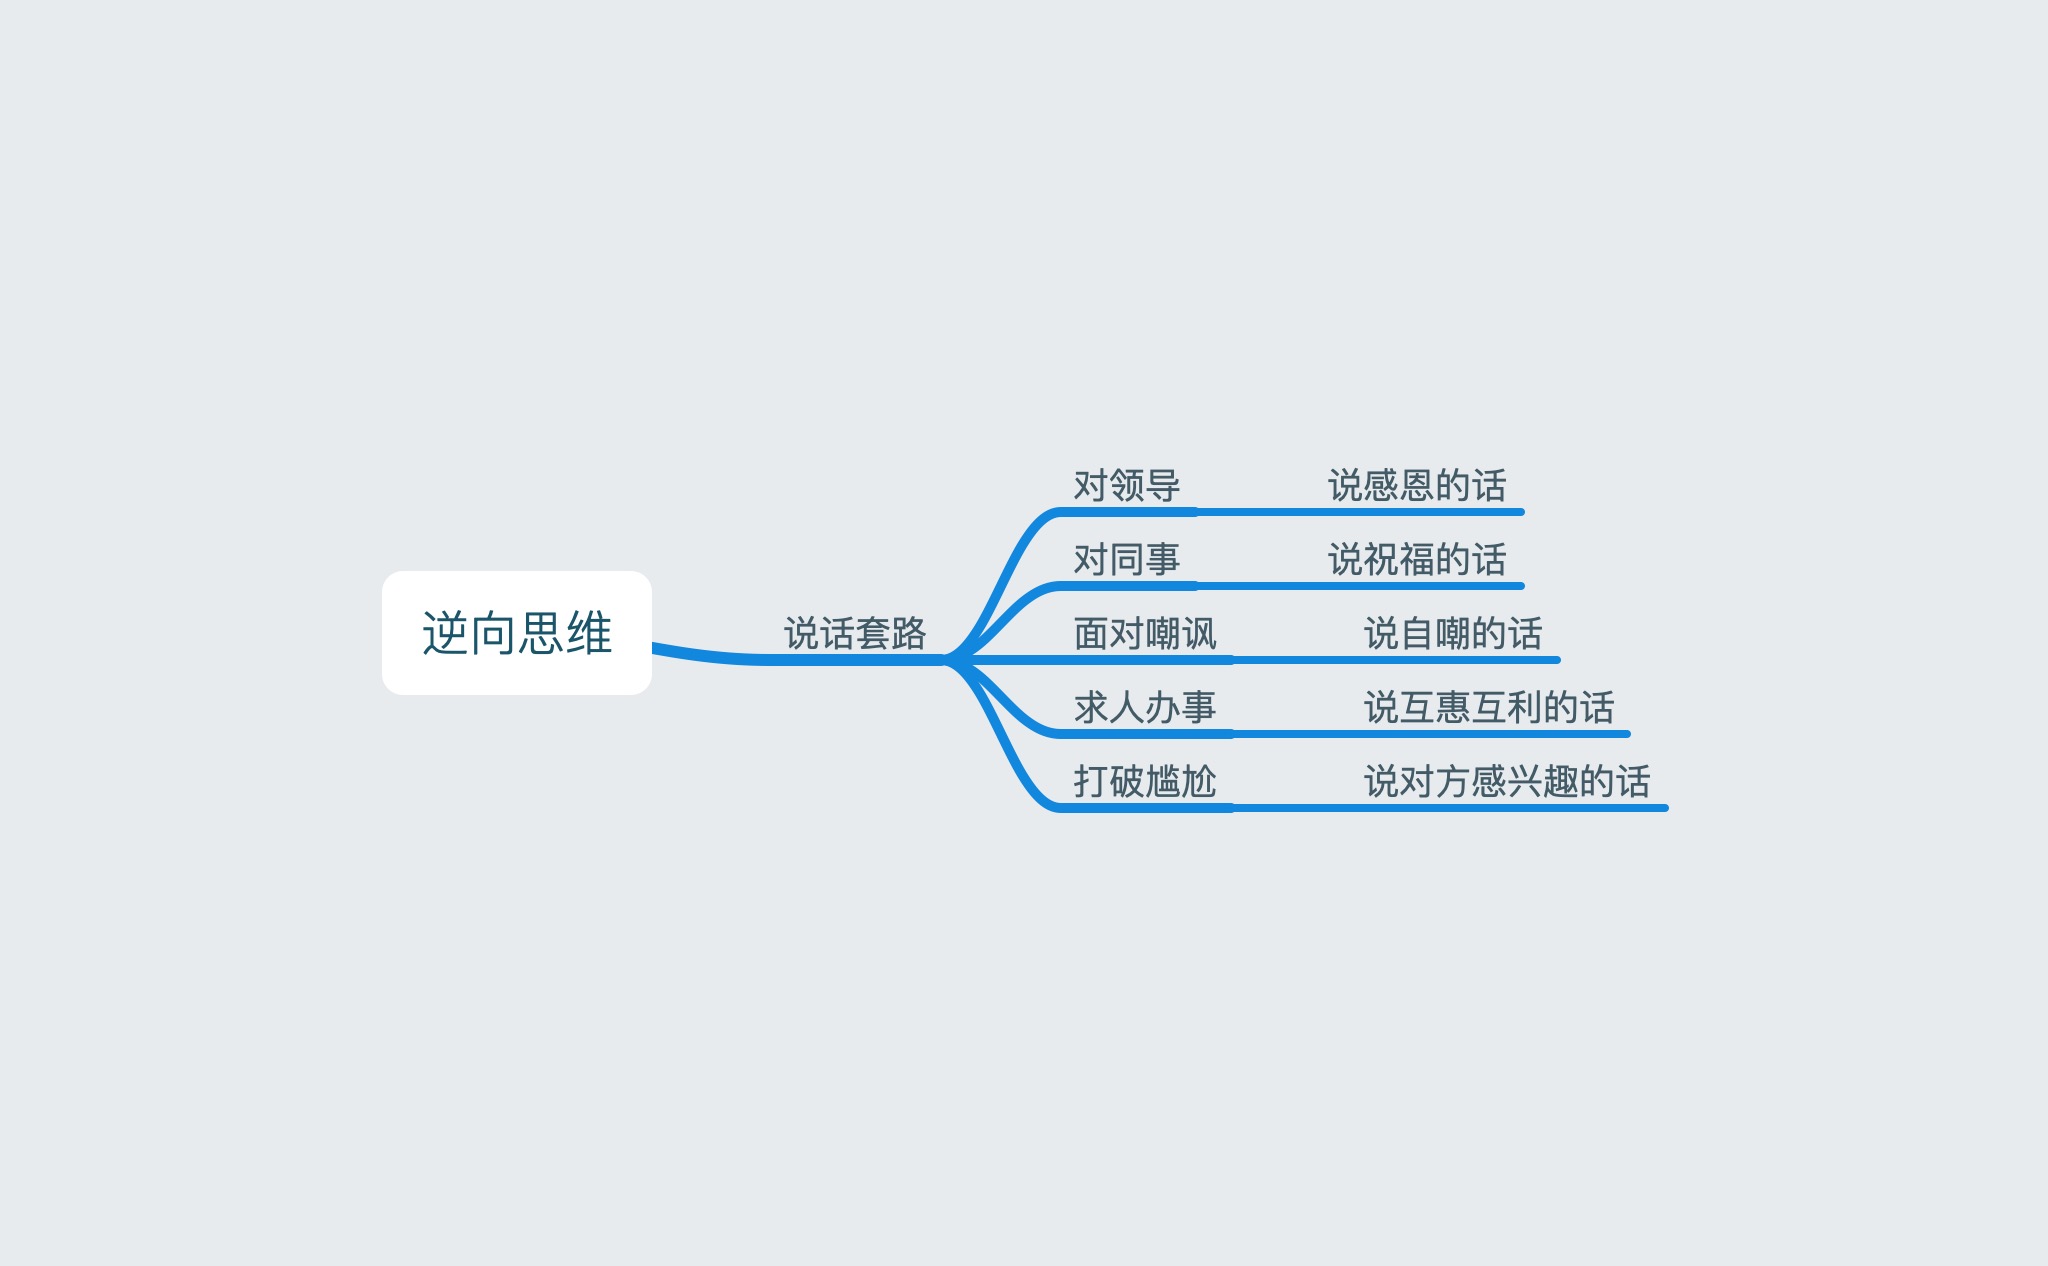 逆向思维
说话套路
对领导
说感恩的话
对同事
说祝福的话
面对嘲讽
说自嘲的话
求人办事
说互惠互利的话
打破尴尬
说对方感兴趣的话